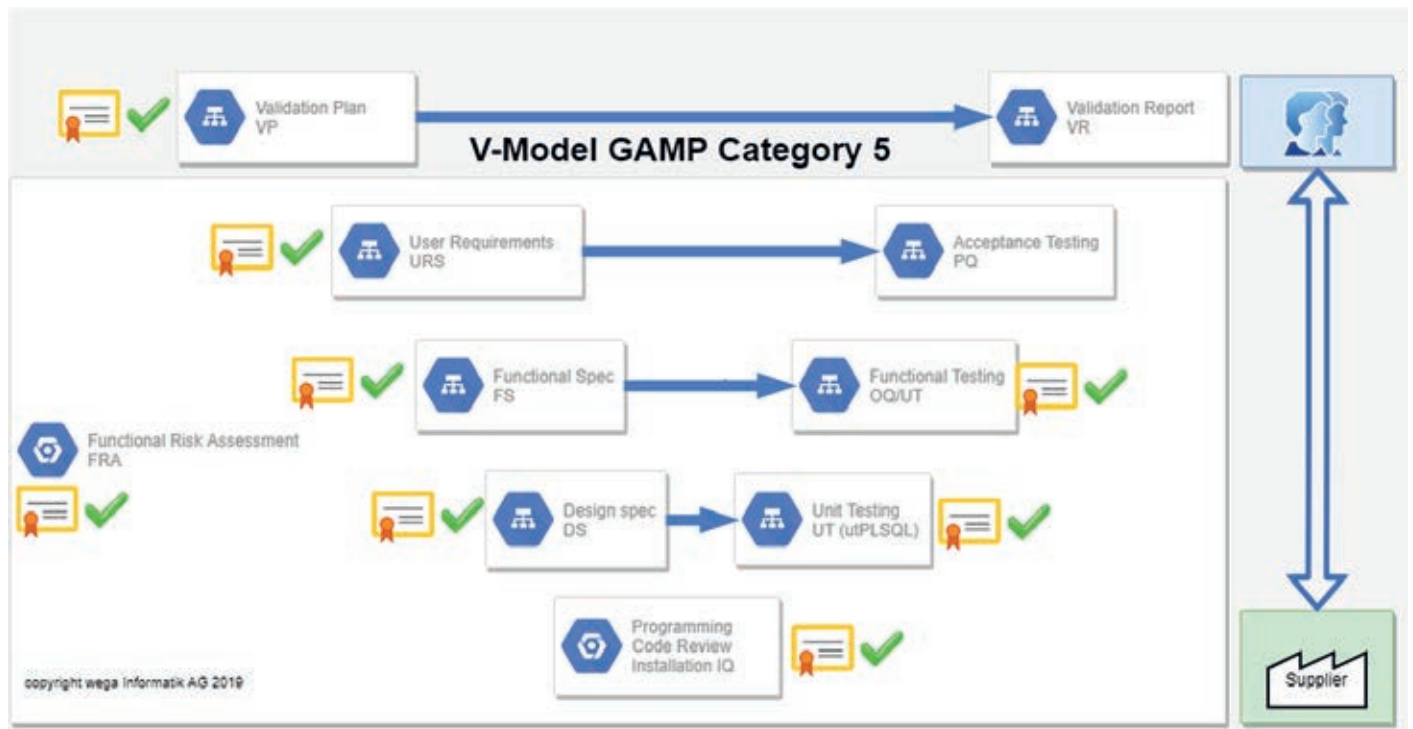 Validation Plan
VP
Validation Report
VR
V-Model GAMP Category 5
User Requirements
URS
Acceptance Testing
PQ
Functional Spec
FS
Functional Testing
OQ/UT
Functional Risk Assessment
FRA
Design spec
DS
Unit Testing
UT (utPLSQL)
Programming
Code Review
Installation IQ
copyright wega Informatik AG 2019
Supplier